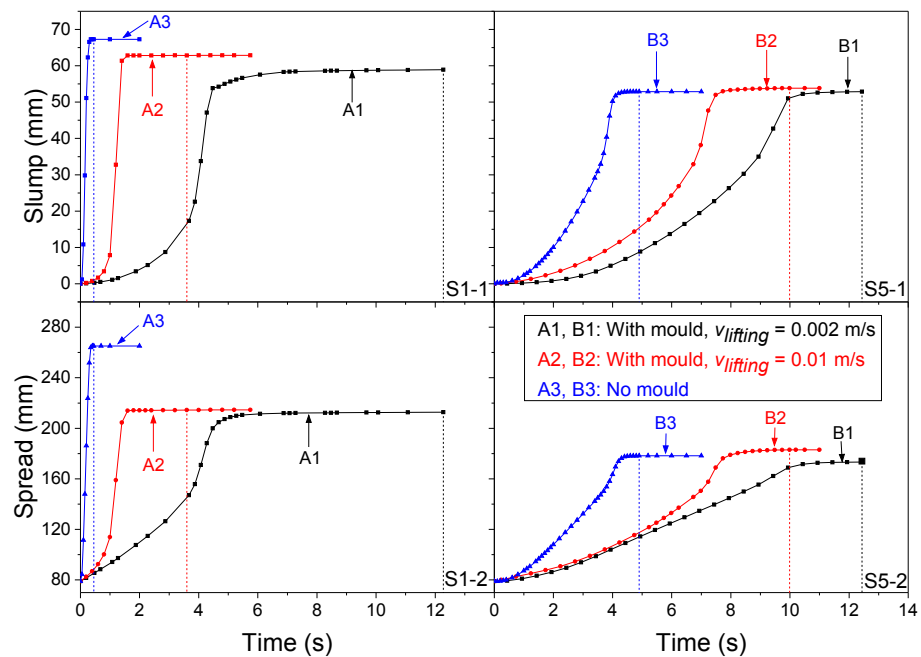 70
60
50
40
30
20
10
0
Slump (mm)
A3
A2
A1
S1-1
B3
B2
B1
S5-1
280
240
200
160
120
80
Spread (mm)
A3
A2
A1
S1-2
A1, B1: With mould, v_lifting = 0.002 m/s
A2, B2: With mould, v_lifting = 0.01 m/s
A3, B3: No mould
B3
B2
B1
S5-2
0 2 4 6 8 10 12
0 2 4 6 8 10 12 14
Time (s)
Time (s)